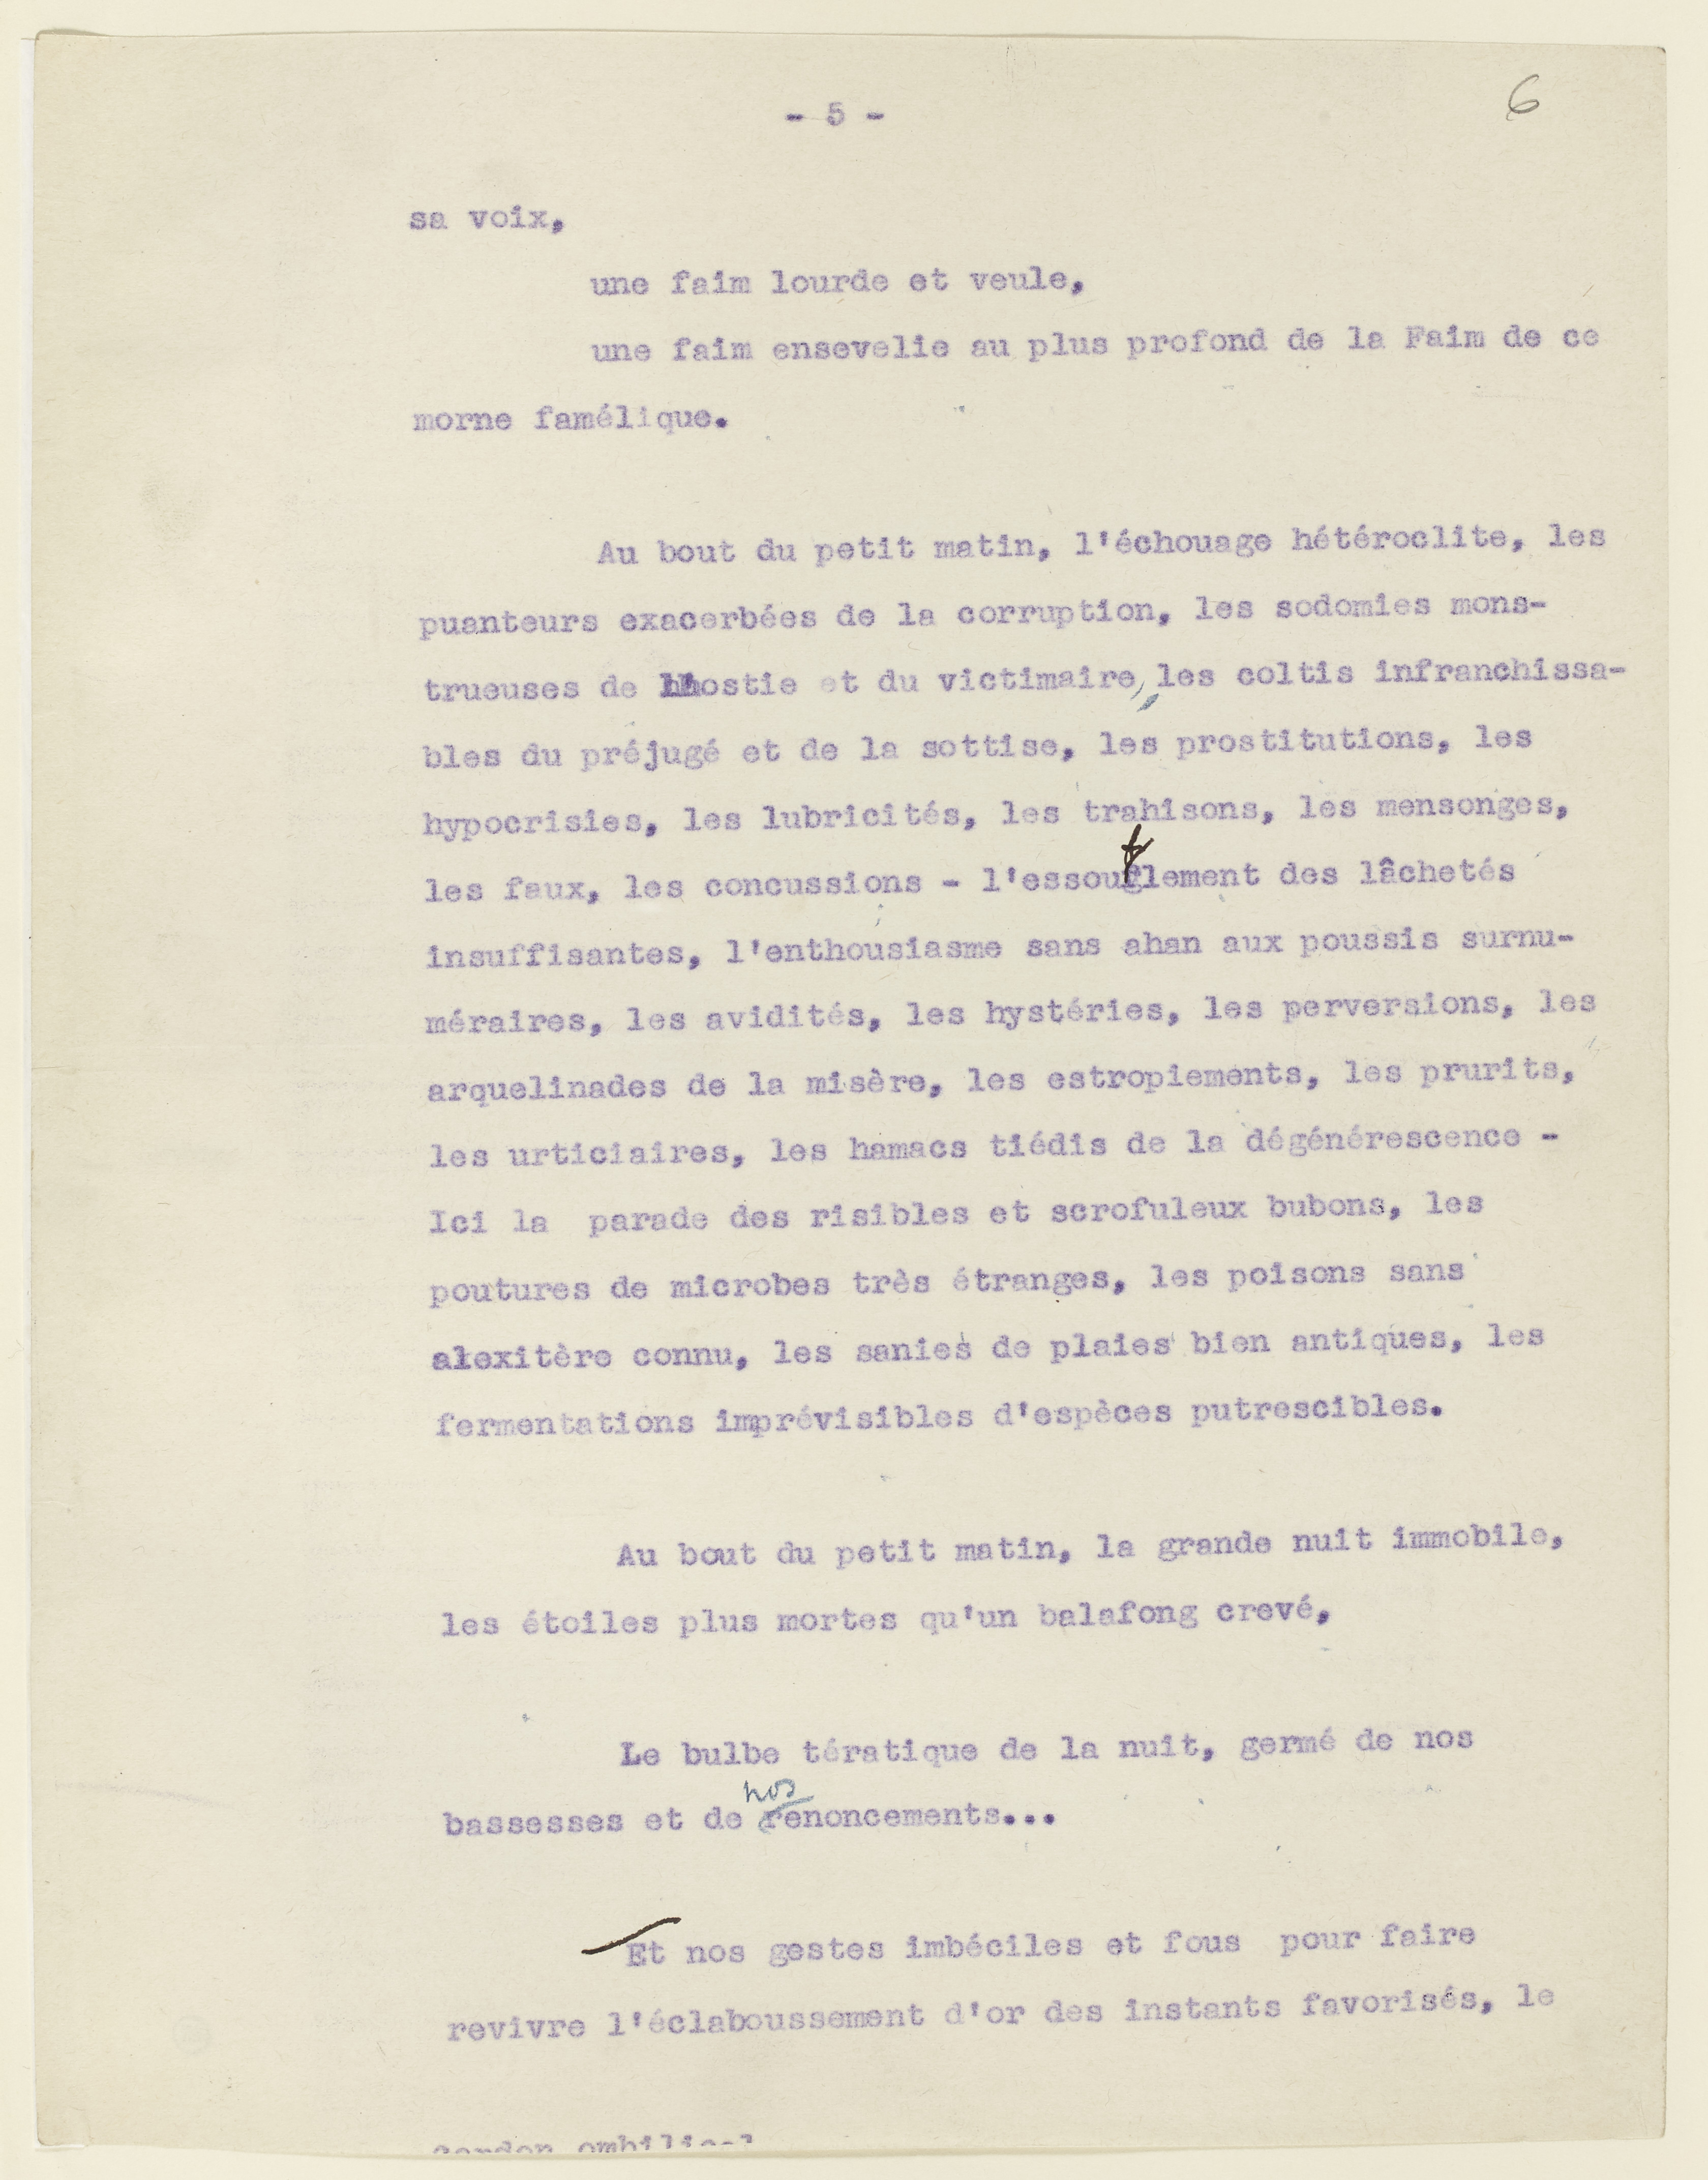 - 5 -
6
sa voix,
une faim lourde et veule,
une faim ensevelie au plus profond de la Faim de ce
morne famélique.
Au bout du petit matin, l'échouage hétéroclite, les
puanteurs exacerbées de la corruption, les sodomies mons-
trueuses de hostie et du victimaire, les coltis infranchissa-
bles du préjugé et de la sottise, les prostitutions, les
hypocrisies, les lubricités, les trahisons, les mensonges,
les faux, les concussions - l'essoufflement des lâchetés
insuffisantes, l'enthousiasme sans ahan aux poussis surnu-
méraires, les avidités, les hystéries, les perversions, les
arquelinades de la misère, les estropiements, les prurits,
les urticiaires, les hamacs tiédis de la dégénérescence -
Ici la parade des risibles et scrofuleux bubons, les
poutures de microbes très étranges, les poisons sans
alexitère connu, les sanies de plaies bien antiques, les
fermentations imprévisibles d'espèces putrescibles.
Au bout du petit matin, la grande nuit immobile,
les étoiles plus mortes qu'un balafong crevé,
Le bulbe tératique de la nuit, germé de nos
bassesses et de nos renoncements...
Et nos gestes imbéciles et fous pour faire
revivre l'éclaboussement d'or des instants favorisés, le